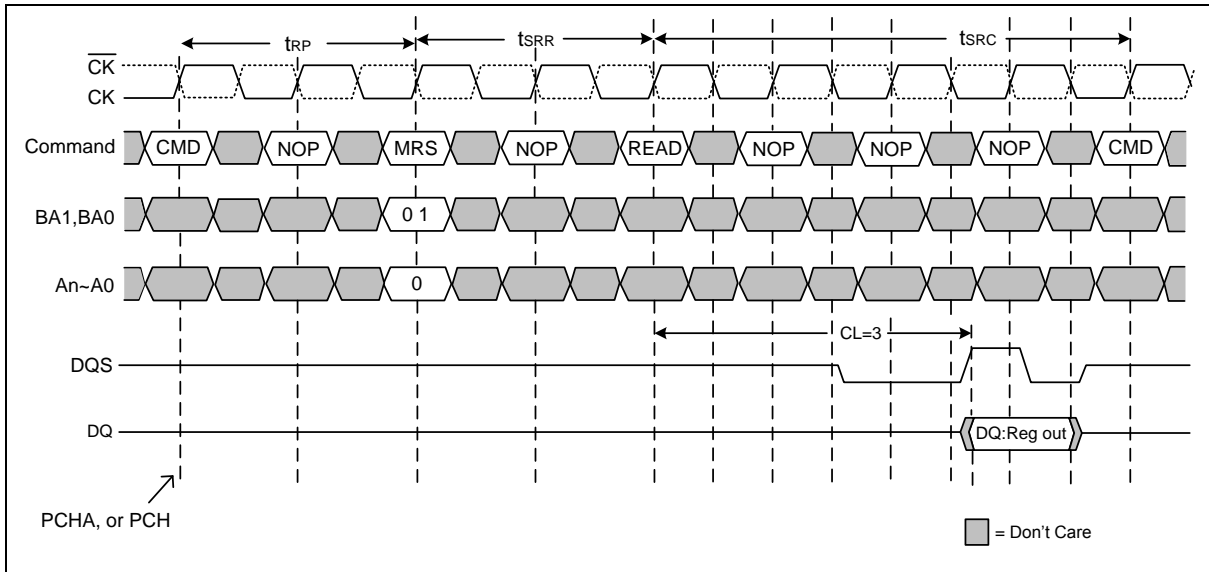 tRP tSRR tSRC
CK
CK
Command CMD NOP MRS NOP READ NOP NOP NOP CMD
BA1,BA0 0 1
An~A0 0
CL=3
DQS
DQ DQ:Reg out
PCHA, or PCH
= Don't Care